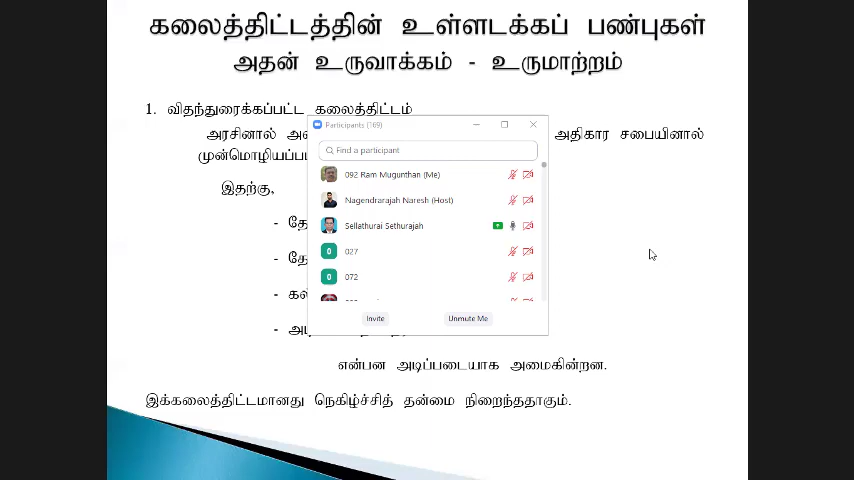 கலைத்திட்டத்தின் உள்ளடக்கப் பண்புகள்
அதன் உருவாக்கம் - உருமாற்றம்
1. விதந்துரைக்கப்பட்ட கலைத்திட்டம்
அரசினால் அதிகார சபையினால்
இதற்கு,
Participants (169)
Find a participant
092 Ram Mugunthan (Me)
Nagendrarajah Naresh (Host)
Sellathurai Sethurajah
0 027
0 072
Invite Unmute Me
என்பன அடிப்படையாக அமைகின்றன.
இக்கலைத்திட்டமானது நெகிழ்ச்சித் தன்மை நிறைந்ததாகும்.